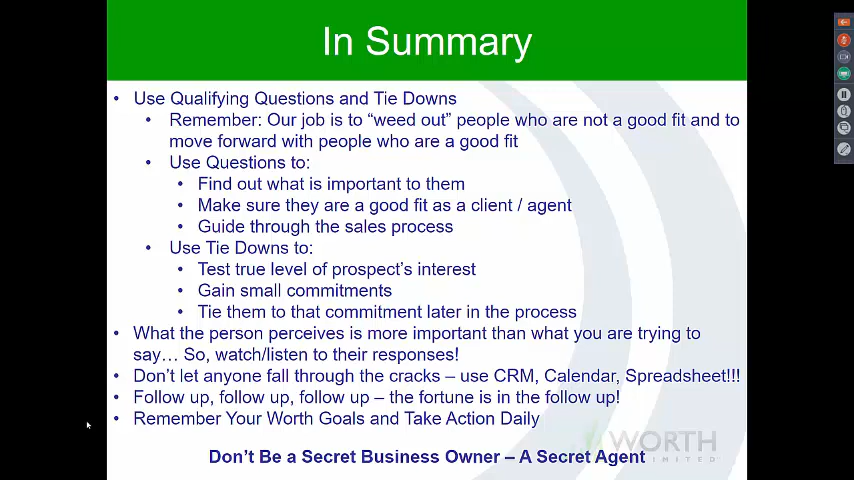 In Summary
• Use Qualifying Questions and Tie Downs
• Remember: Our job is to “weed out” people who are not a good fit and to
move forward with people who are a good fit
• Use Questions to:
• Find out what is important to them
• Make sure they are a good fit as a client / agent
• Guide through the sales process
• Use Tie Downs to:
• Test true level of prospect’s interest
• Gain small commitments
• Tie them to that commitment later in the process
• What the person perceives is more important than what you are trying to
say… So, watch/listen to their responses!
• Don’t let anyone fall through the cracks – use CRM, Calendar, Spreadsheet!!!
• Follow up, follow up, follow up – the fortune is in the follow up!
• Remember Your Worth Goals and Take Action Daily
WORTH
LIMITED
Don’t Be a Secret Business Owner – A Secret Agent